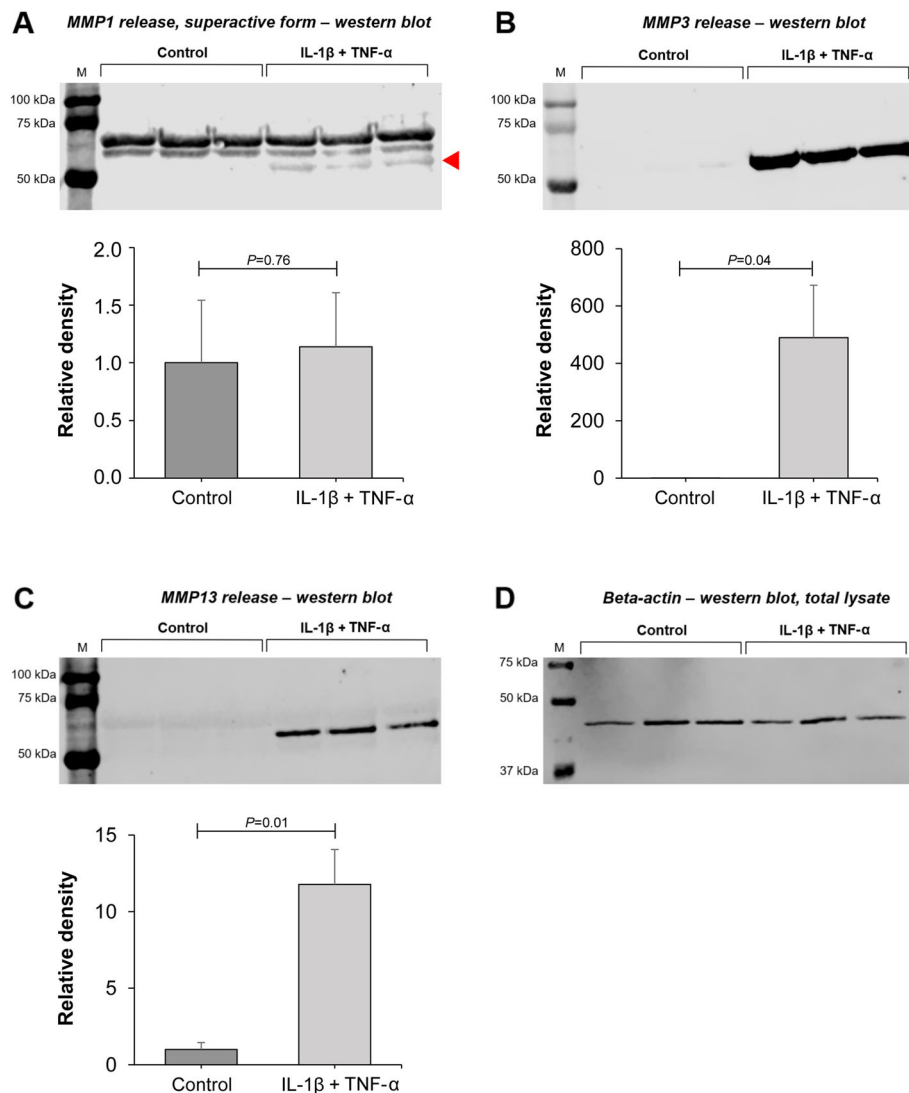 A
MMP1 release, superactive form – western blot
Control IL-1β + TNF-α
M
100 kDa
75 kDa
50 kDa
Relative density
2.0
1.5
1.0
0.5
0.0
P=0.76
Control IL-1β + TNF-α
B
MMP3 release – western blot
Control IL-1β + TNF-α
M
100 kDa
75 kDa
50 kDa
Relative density
800
600
400
200
0
P=0.04
Control IL-1β + TNF-α
C
MMP13 release – western blot
Control IL-1β + TNF-α
M
100 kDa
75 kDa
50 kDa
Relative density
15
10
5
0
P=0.01
Control IL-1β + TNF-α
D
Beta-actin – western blot, total lysate
Control IL-1β + TNF-α
M
75 kDa
50 kDa
37 kDa